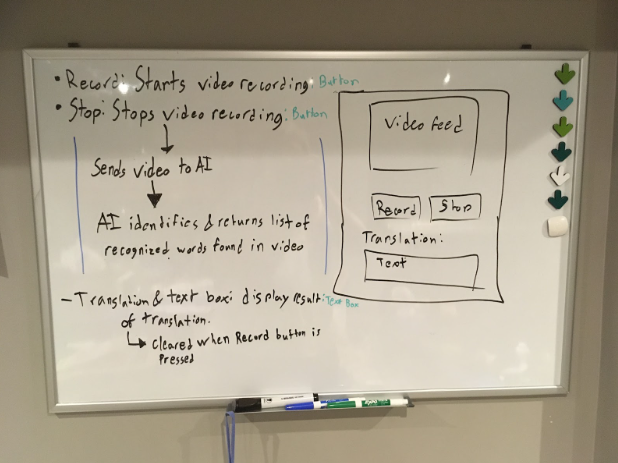 • Record: Starts video recording: Button
• Stop: Stops video recording: Button
Sends video to AI
AI identifies & returns list of
recognized words found in video
- Translation & text box: display result: Text Box
of translation.
cleared when Record button is
Pressed
Video feed
Record
Stop
Translation:
Text